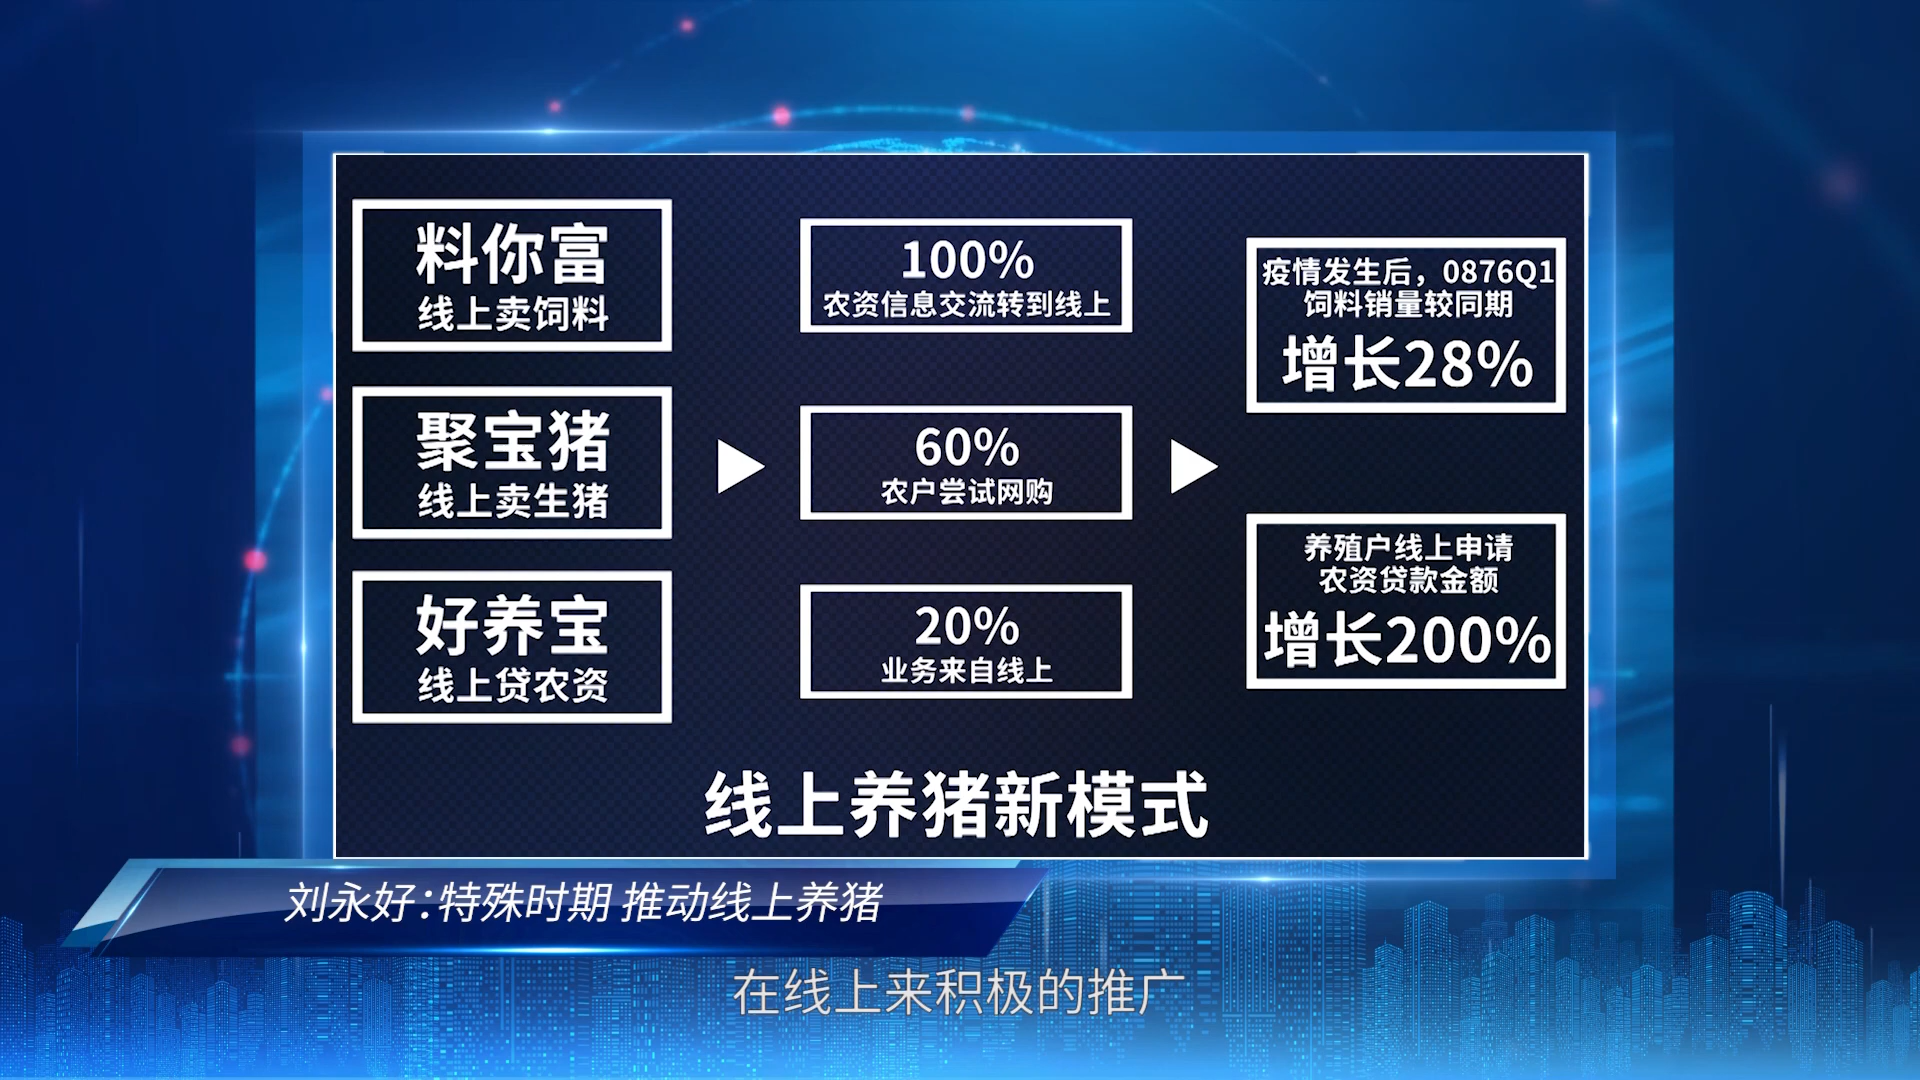 料你富
线上卖饲料
聚宝猪
线上卖生猪
好养宝
线上贷农资
100%
农资信息交流转到线上
60%
农户尝试网购
20%
业务来自线上
疫情发生后，0876Q1
饲料销量较同期
增长28%
养殖户线上申请
农资贷款金额
增长200%
线上养猪新模式
刘永好：特殊时期 推动线上养猪
在线上来积极的推广